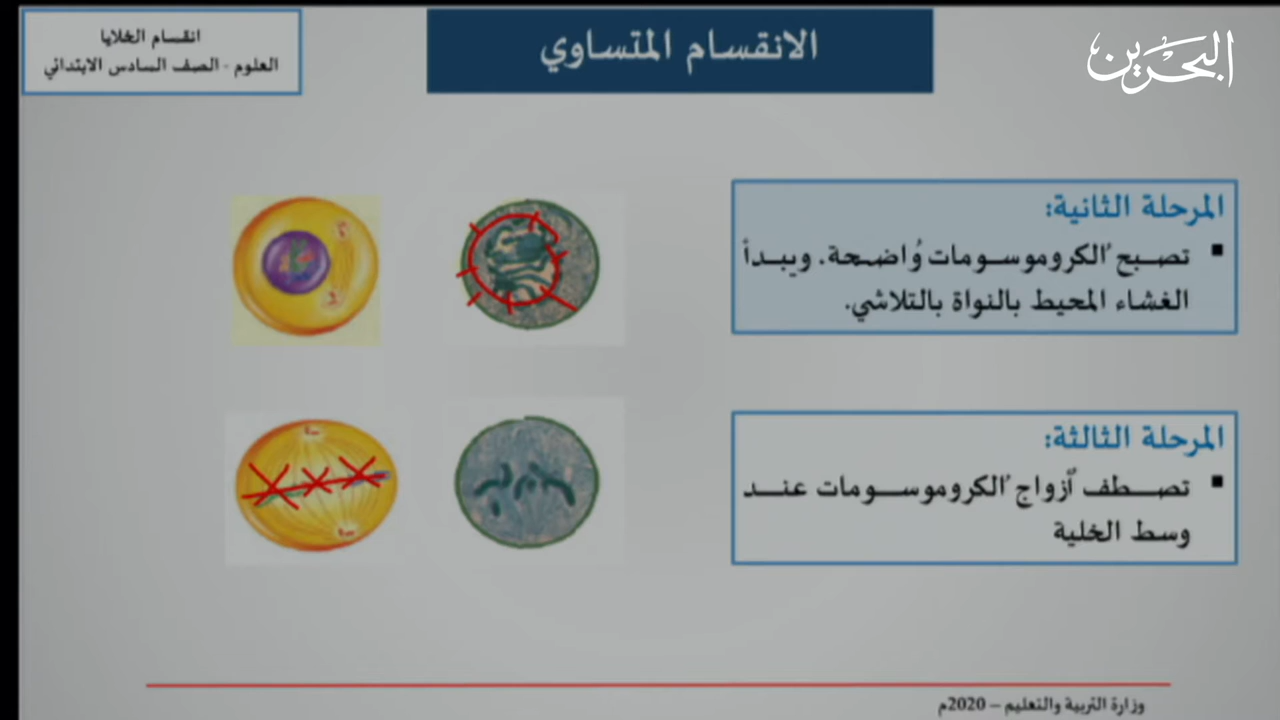 انقسام الخلايا
العلوم - الصف السادس الابتدائي
الانقسام المتساوي
البحرين
المرحلة الثانية:
▪ تصبح الكروموسومات وُاضحة. ويبدأ
الغشاء المحيط بالنواة بالتلاشي.
المرحلة الثالثة:
▪ تصطف أزواج الكروموسومات عند
وسط الخلية
وزارة التربية والتعليم – 2020م